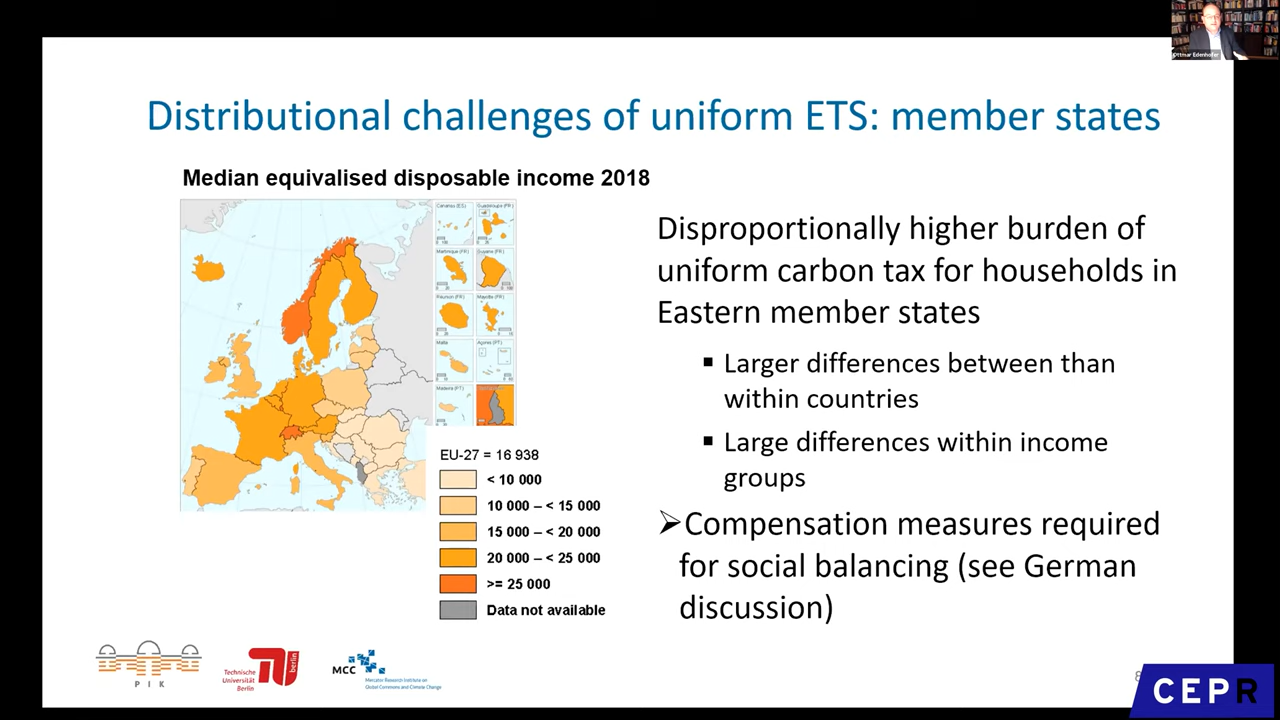 Ottmar Edenhofer
Distributional challenges of uniform ETS: member states
Median equivalised disposable income 2018
Canarias (ES)
Guadeloupe (FR)
Martinique (FR)
Guyane (FR)
Réunion (FR)
Mayotte (FR)
Malta
Açores (PT)
Madeira (PT)
EU-27 = 16 938
< 10 000
10 000 – < 15 000
15 000 – < 20 000
20 000 – < 25 000
>= 25 000
Data not available
Disproportionally higher burden of
uniform carbon tax for households in
Eastern member states
▪ Larger differences between than
within countries
▪ Large differences within income
groups
➢Compensation measures required
for social balancing (see German
discussion)
PIK
Technische
Universität
Berlin
berlin
MCC
Mercator Research Institute on
Global Commons and Climate Change
8
CEPR